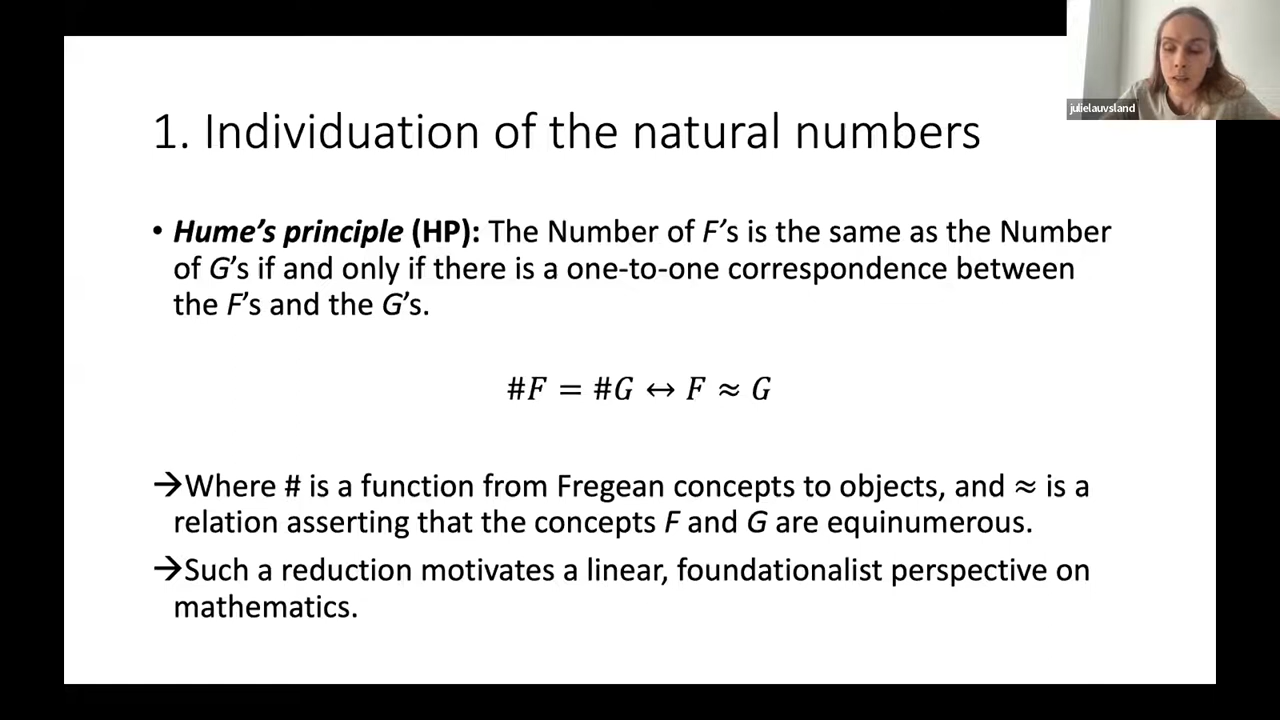 julielauvsland
1. Individuation of the natural numbers
• Hume's principle (HP): The Number of F's is the same as the Number
of G's if and only if there is a one-to-one correspondence between
the F's and the G's.
#F = #G ↔ F ≈ G
→Where # is a function from Fregean concepts to objects, and ≈ is a
relation asserting that the concepts F and G are equinumerous.
→Such a reduction motivates a linear, foundationalist perspective on
mathematics.